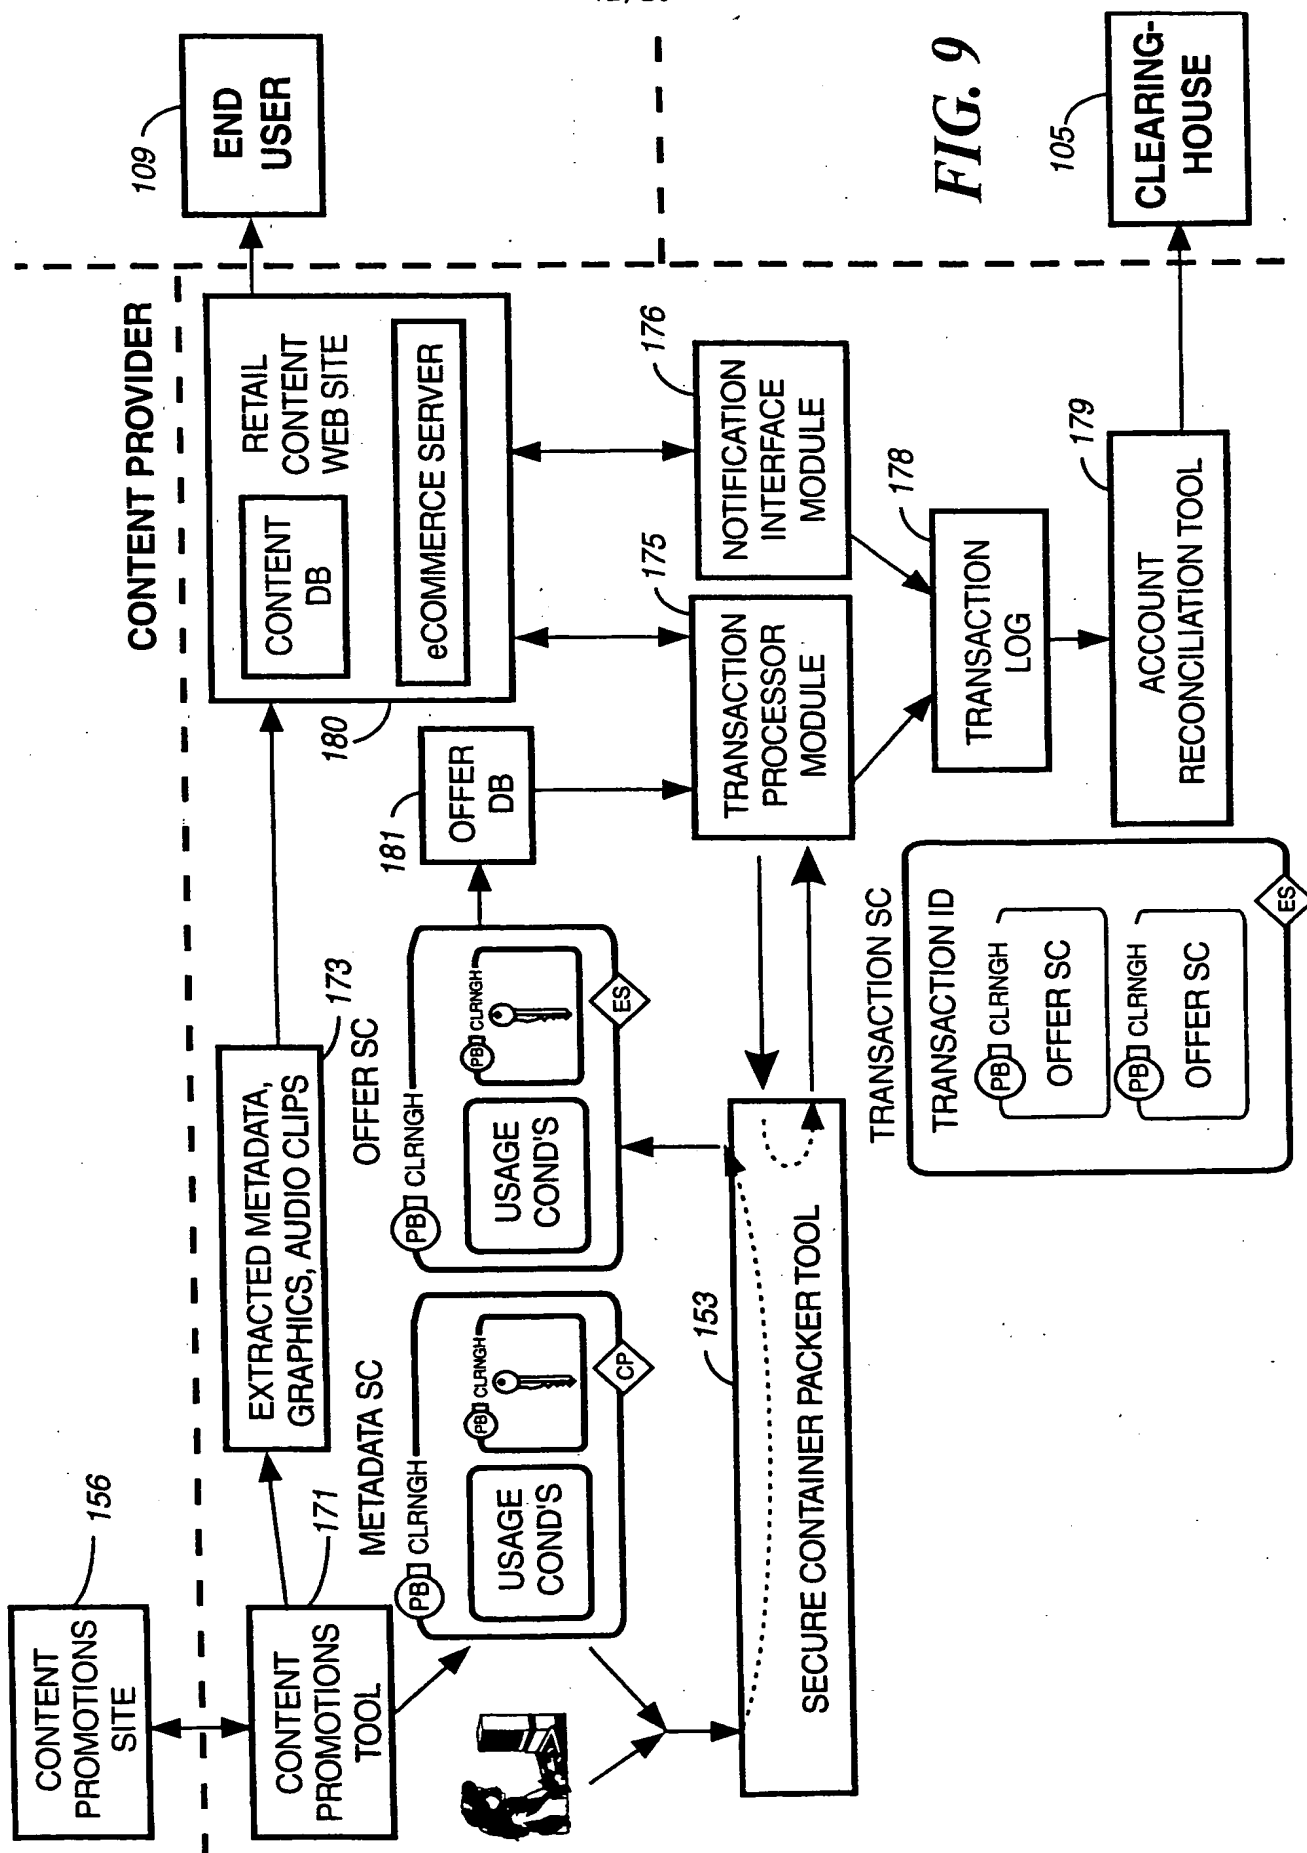 CONTENT
PROMOTIONS
SITE
156
CONTENT PROVIDER
109
END
USER
CONTENT
PROMOTIONS
TOOL
171
EXTRACTED METADATA,
GRAPHICS, AUDIO CLIPS
173
CONTENT
DB
RETAIL
CONTENT
WEB SITE
eCOMMERCE SERVER
180
METADATA SC
PB CLRNGH
USAGE
COND'S
PB CLRNGH
CP
OFFER SC
PB CLRNGH
USAGE
COND'S
PB CLRNGH
ES
181
OFFER
DB
153
SECURE CONTAINER PACKER TOOL
175
TRANSACTION
PROCESSOR
MODULE
176
NOTIFICATION
INTERFACE
MODULE
178
TRANSACTION
LOG
179
ACCOUNT
RECONCILIATION TOOL
TRANSACTION SC
TRANSACTION ID
PB CLRNGH
OFFER SC
PB CLRNGH
OFFER SC
ES
FIG. 9
105
CLEARING-
HOUSE